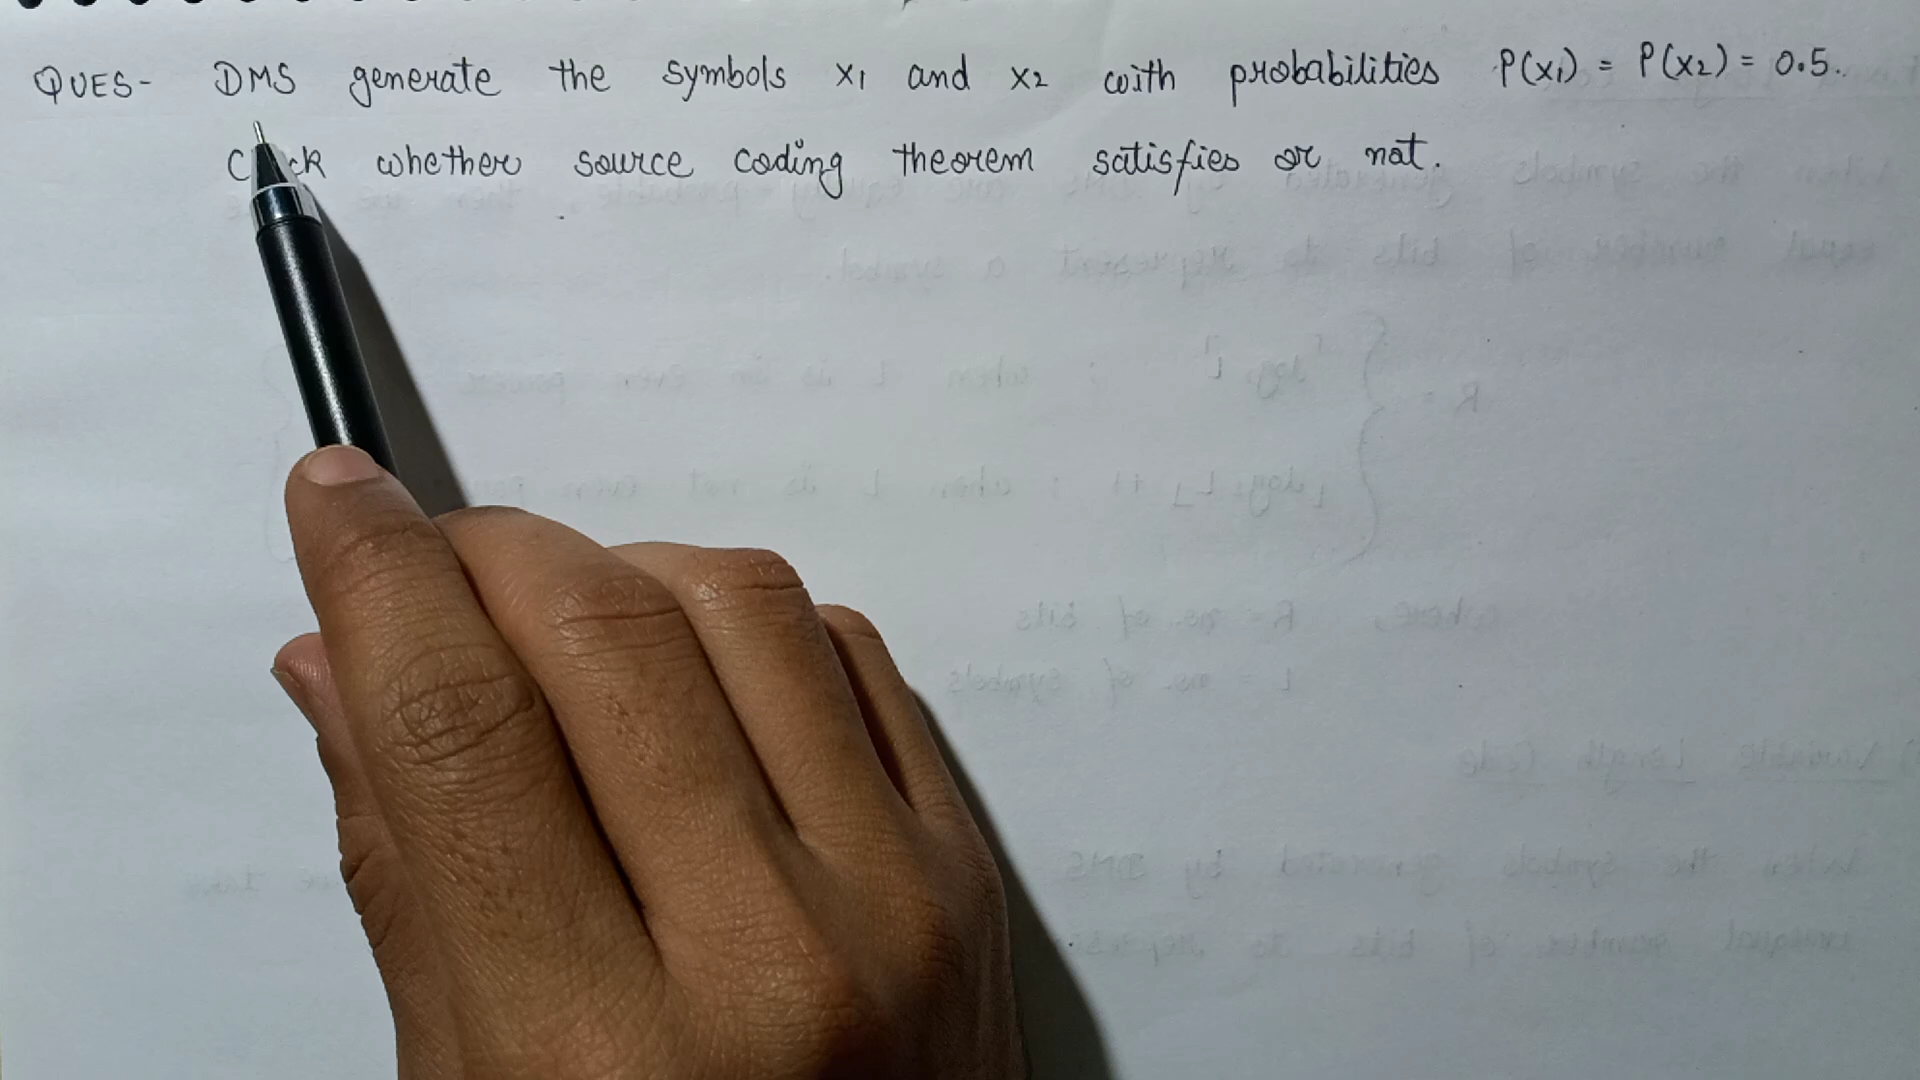 QUES- DMS generate the symbols x1 and x2 with probabilities P(x1) = P(x2) = 0.5.
whether source coding theorem satisfies or not.